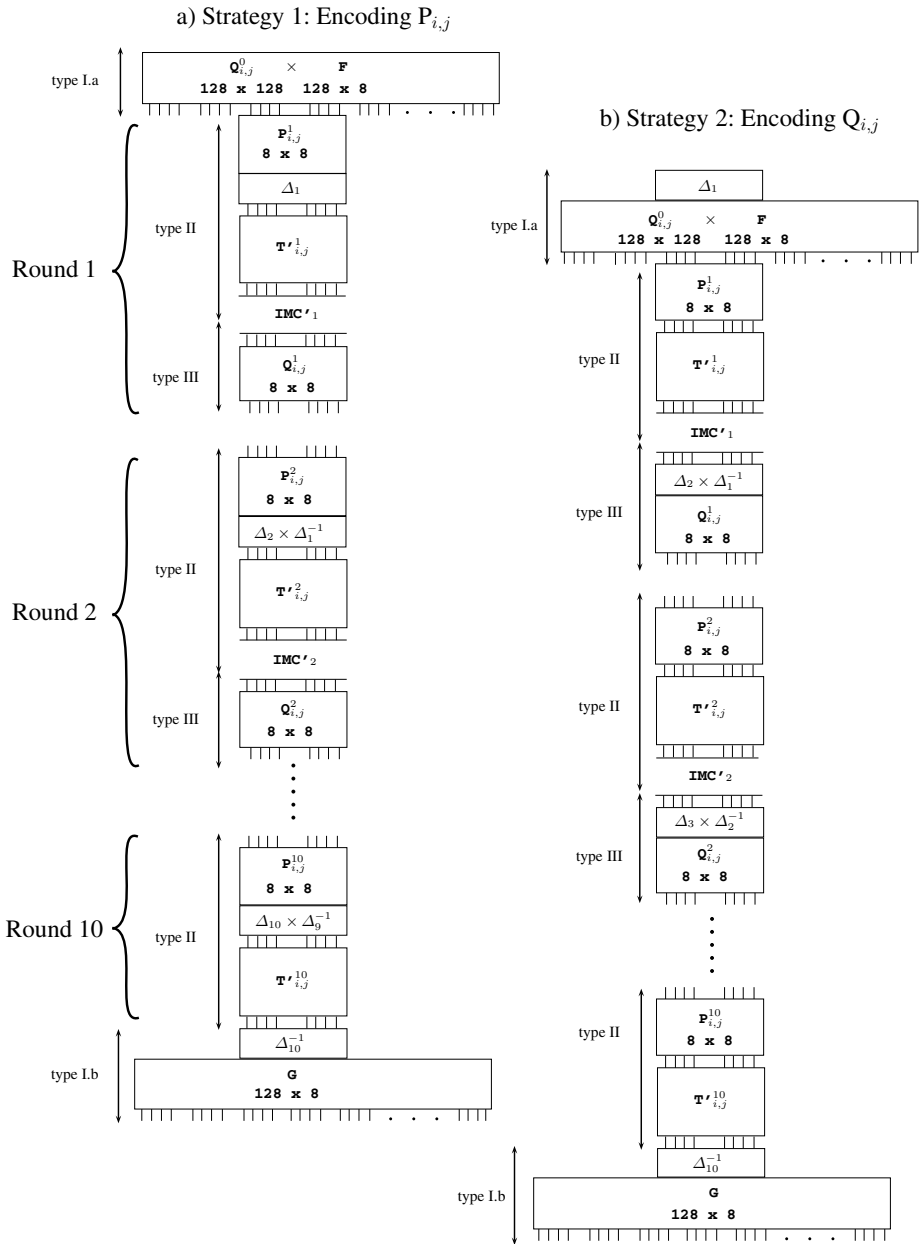 a) Strategy 1: Encoding P_{i,j}
type I.a
Q^0_{i,j} × F
128 x 128 128 x 8
Round 1
type II
P^1_{i,j}
8 x 8
Δ_1
T'^1_{i,j}
IMC'_1
type III
Q^1_{i,j}
8 x 8
Round 2
type II
P^2_{i,j}
8 x 8
Δ_2 × Δ_1^{-1}
T'^2_{i,j}
IMC'_2
type III
Q^2_{i,j}
8 x 8
Round 10
type II
P^{10}_{i,j}
8 x 8
Δ_{10} × Δ_9^{-1}
T'^{10}_{i,j}
Δ_{10}^{-1}
type I.b
G
128 x 8
b) Strategy 2: Encoding Q_{i,j}
type I.a
Δ_1
Q^0_{i,j} × F
128 x 128 128 x 8
type II
P^1_{i,j}
8 x 8
T'^1_{i,j}
IMC'_1
type III
Δ_2 × Δ_1^{-1}
Q^1_{i,j}
8 x 8
type II
P^2_{i,j}
8 x 8
T'^2_{i,j}
IMC'_2
type III
Δ_3 × Δ_2^{-1}
Q^2_{i,j}
8 x 8
type II
P^{10}_{i,j}
8 x 8
T'^{10}_{i,j}
Δ_{10}^{-1}
type I.b
G
128 x 8